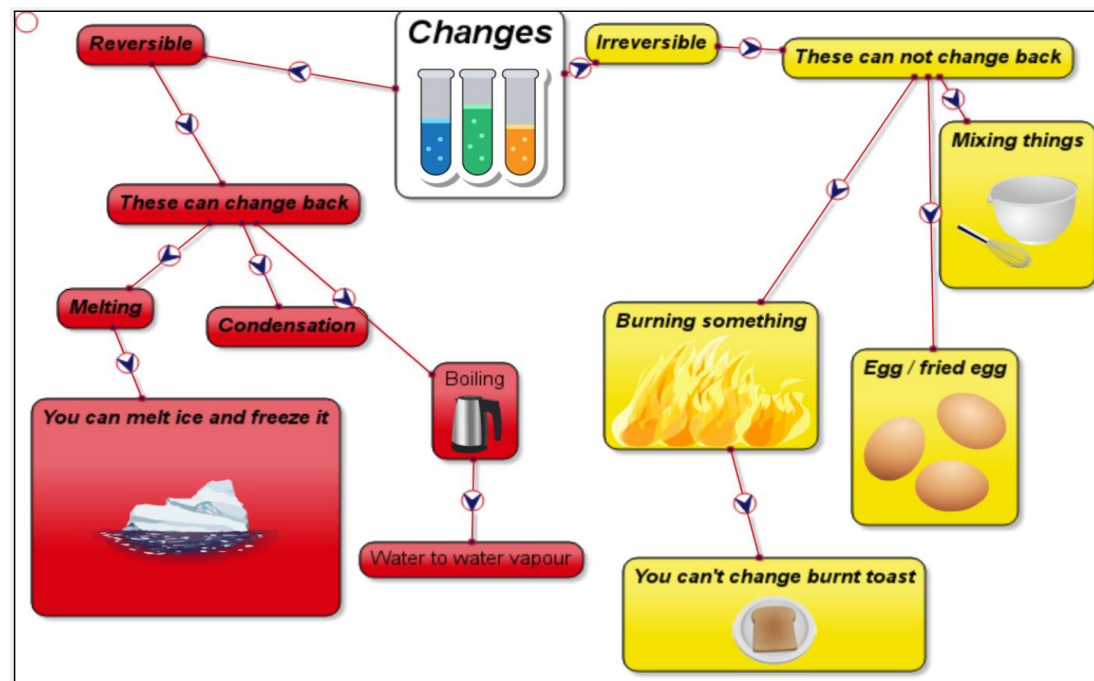 Changes
Reversible
These can change back
Melting
You can melt ice and freeze it
Condensation
Boiling
Water to water vapour
Irreversible
These can not change back
Mixing things
Burning something
You can't change burnt toast
Egg / fried egg